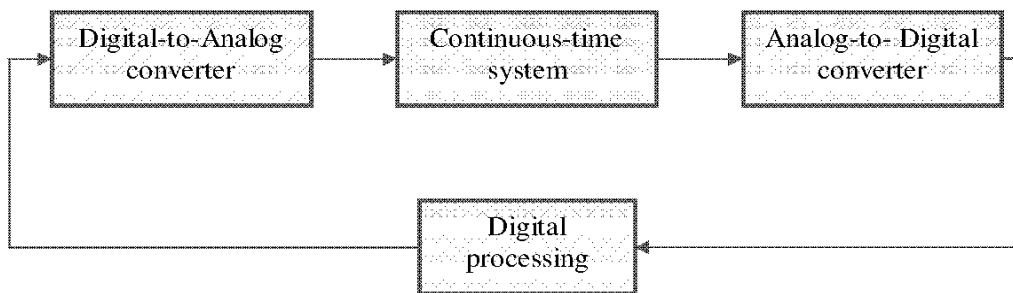 Digital-to-Analog
converter
Continuous-time
system
Analog-to- Digital
converter
Digital
processing